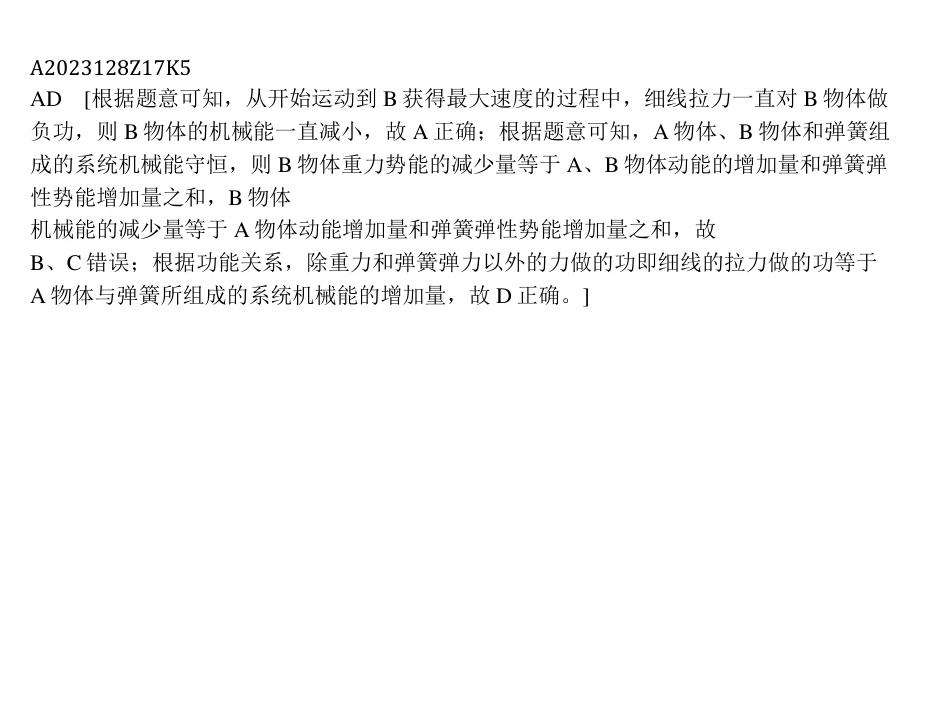 A2023128Z17K5
AD [根据题意可知，从开始运动到 B 获得最大速度的过程中，细线拉力一直对 B 物体做
负功，则 B 物体的机械能一直减小，故 A 正确；根据题意可知，A 物体、B 物体和弹簧组
成的系统机械能守恒，则 B 物体重力势能的减少量等于 A、B 物体动能的增加量和弹簧弹
性势能增加量之和，B 物体
机械能的减少量等于 A 物体动能增加量和弹簧弹性势能增加量之和，故
B、C 错误；根据功能关系，除重力和弹簧弹力以外的力做的功即细线的拉力做的功等于
A 物体与弹簧所组成的系统机械能的增加量，故 D 正确。]